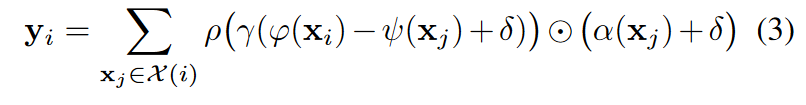 𝐲ᵢ = ∑_{𝐱ⱼ∈𝒳(i)} ρ(γ(φ(𝐱ᵢ) − ψ(𝐱ⱼ) + δ)) ⊙ (α(𝐱ⱼ) + δ) (3)